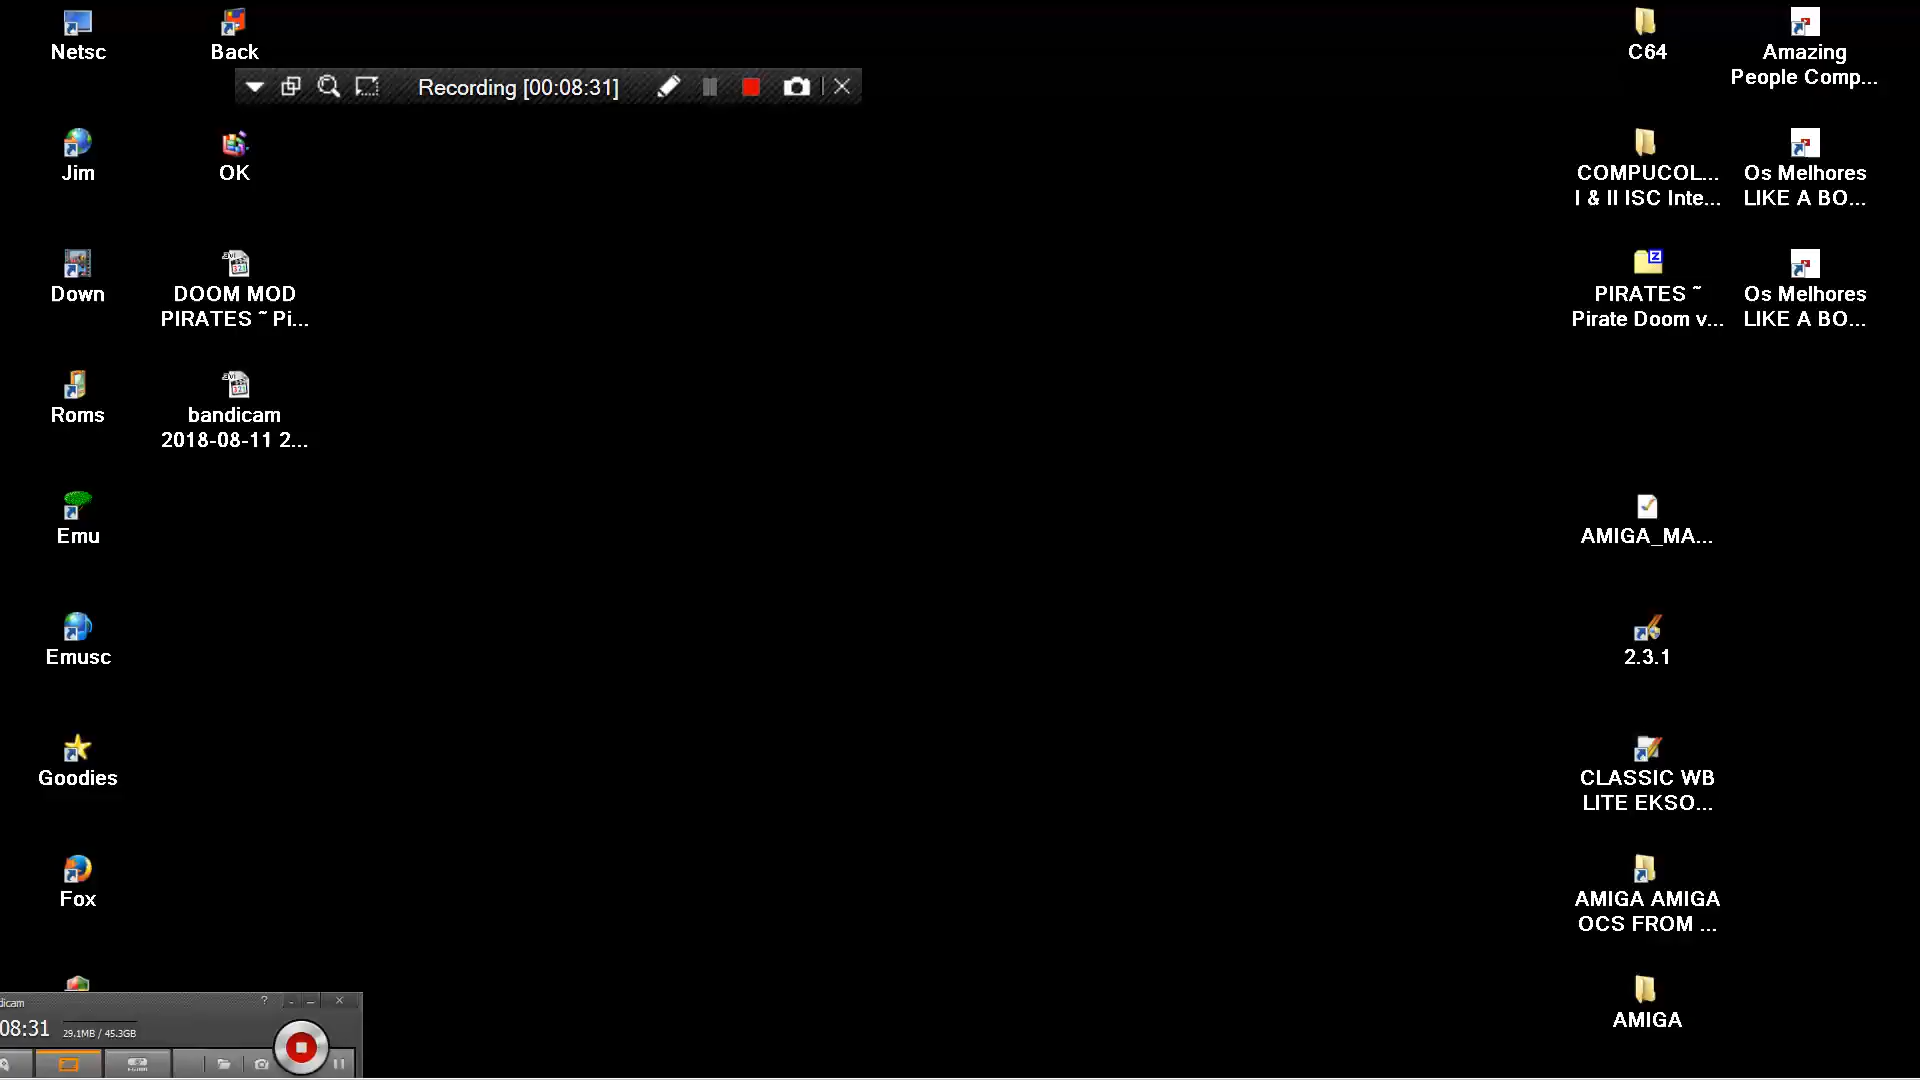 Netsc
Back
C64
Amazing
People Comp...
Recording [00:08:31]
Jim
OK
COMPUCOL...
I & II ISC Inte...
Os Melhores
LIKE A BO...
Down
DOOM MOD
PIRATES ~ Pi...
PIRATES ~
Pirate Doom v...
Os Melhores
LIKE A BO...
Roms
bandicam
2018-08-11 2...
Emu
AMIGA_MA...
Emusc
2.3.1
Goodies
CLASSIC WB
LITE EKSO...
Fox
AMIGA AMIGA
OCS FROM ...
AMIGA
dicam
08:31
29.1MB / 45.3GB